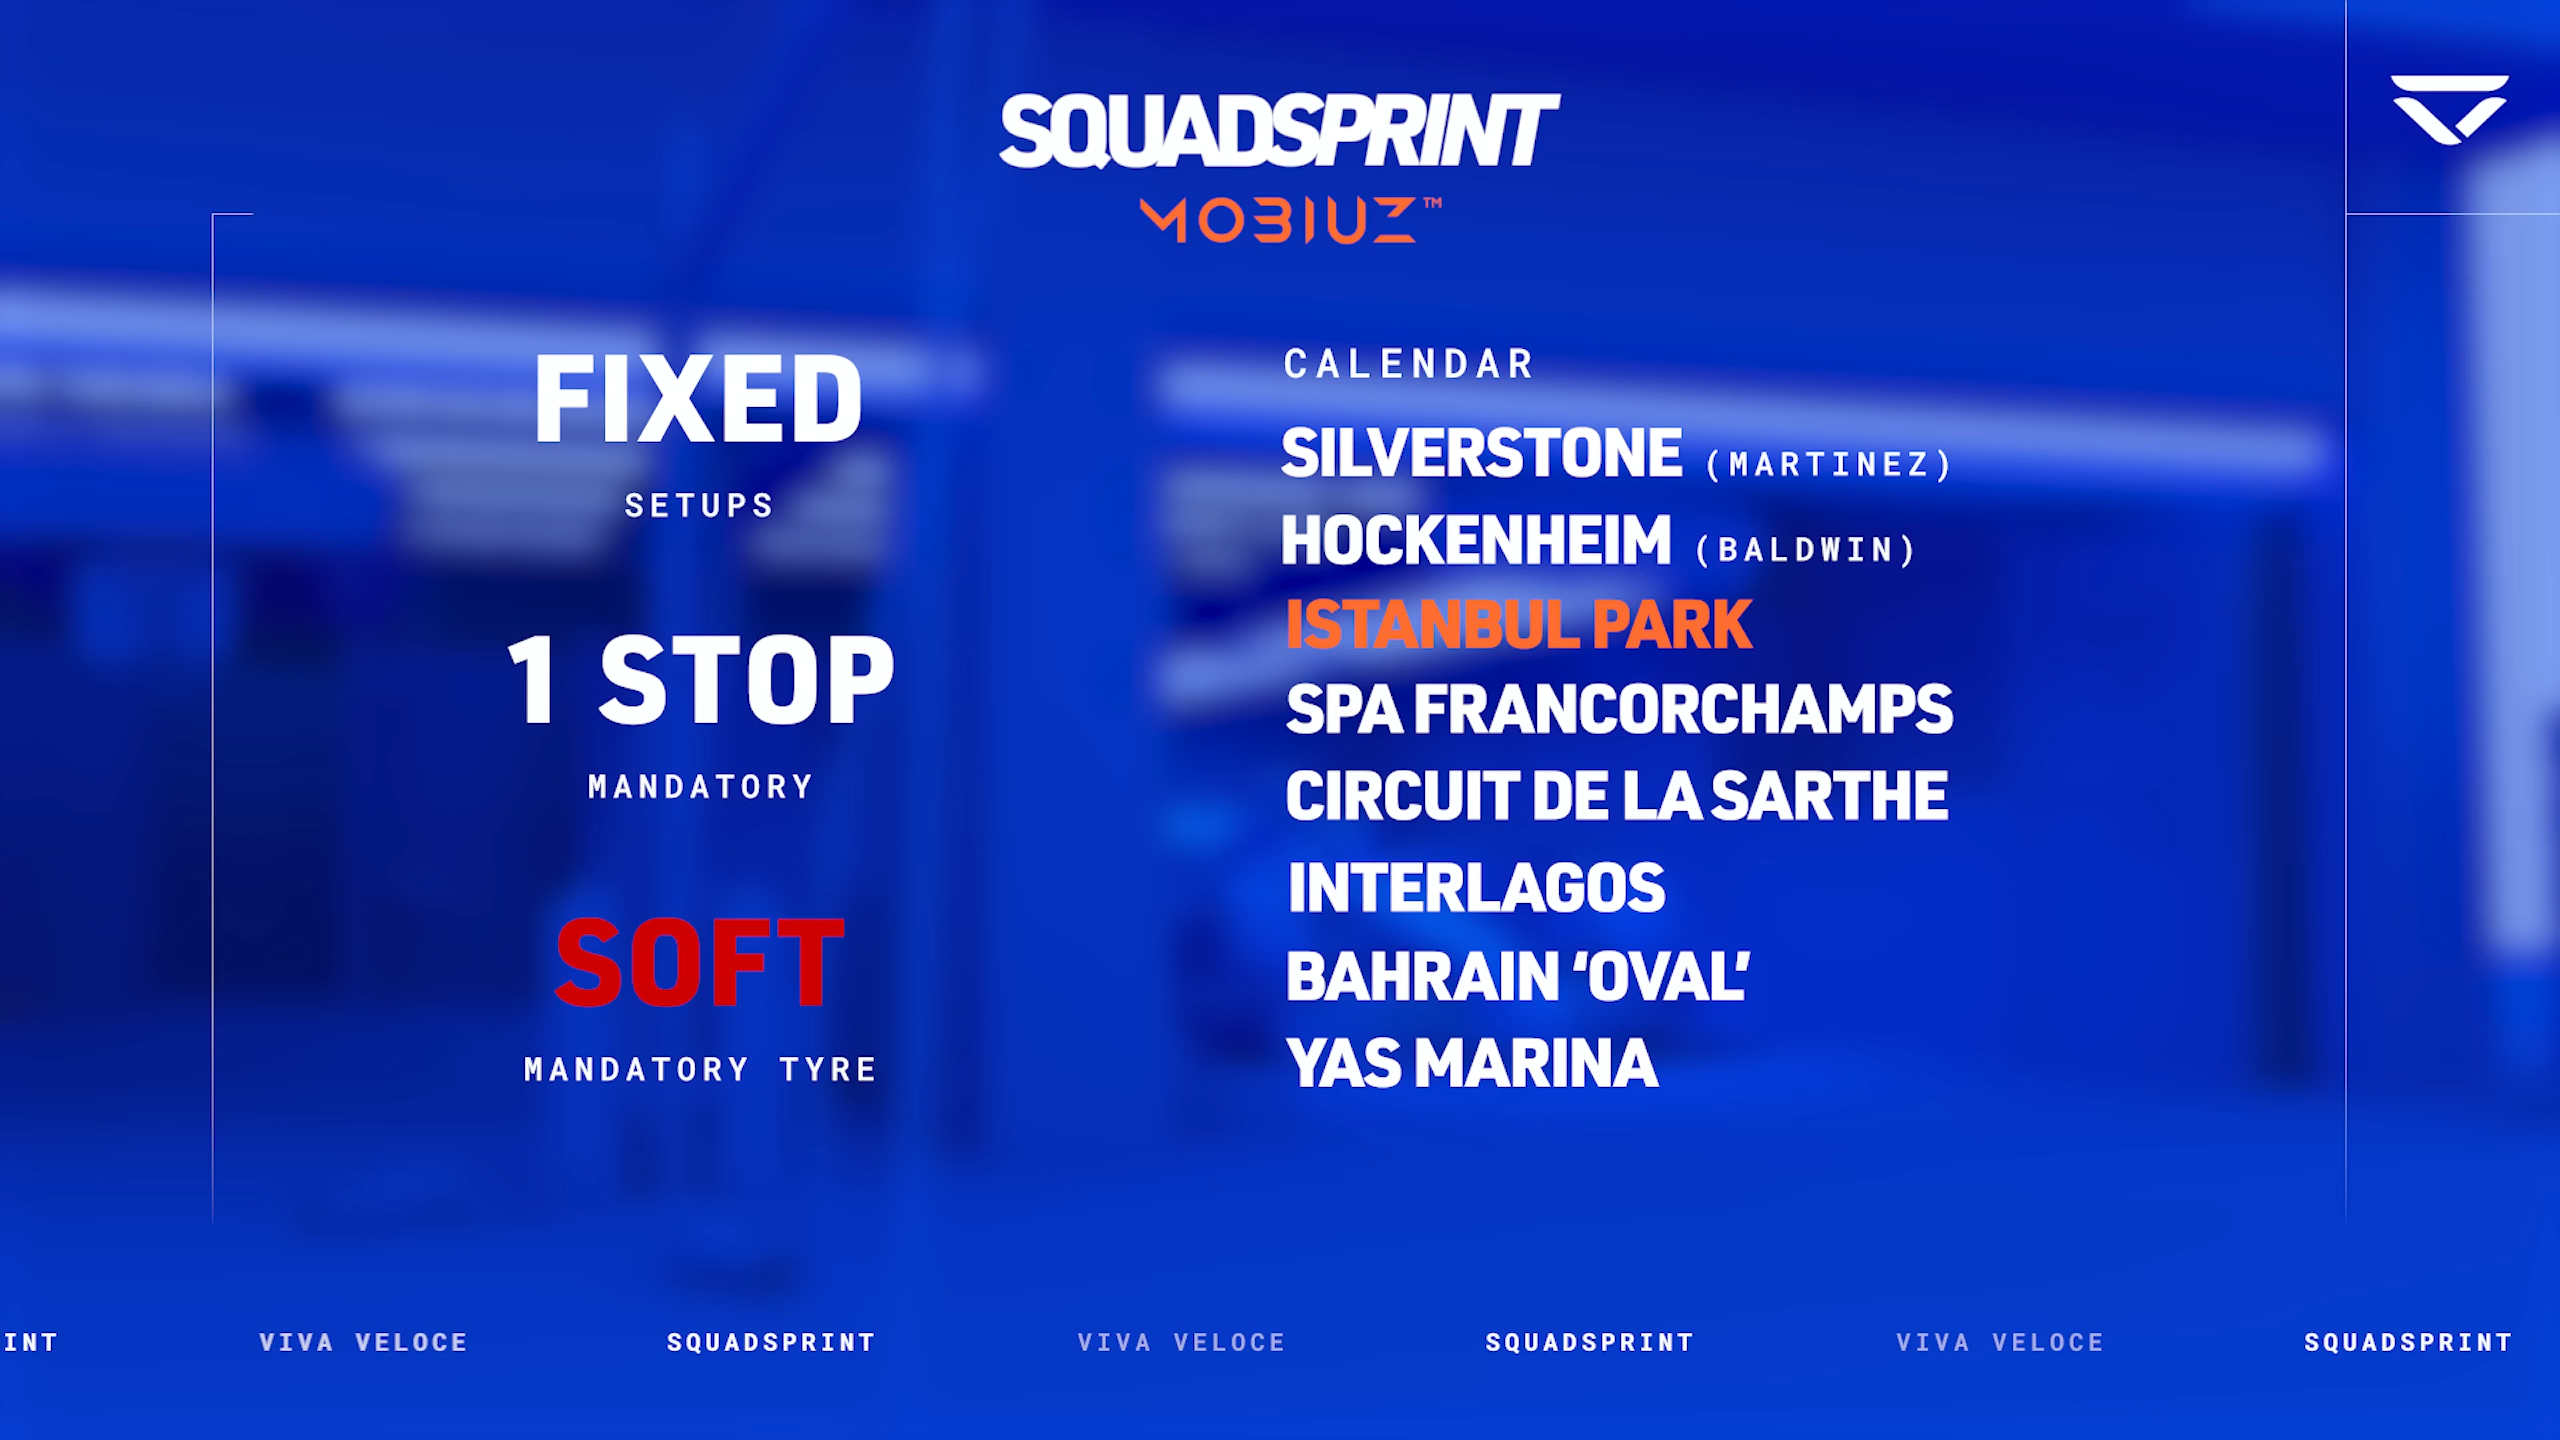 SQUADSPRINT
MOBIUZ™
FIXED
SETUPS
1 STOP
MANDATORY
SOFT
MANDATORY TYRE
CALENDAR
SILVERSTONE (MARTINEZ)
HOCKENHEIM (BALDWIN)
ISTANBUL PARK
SPA FRANCORCHAMPS
CIRCUIT DE LA SARTHE
INTERLAGOS
BAHRAIN ‘OVAL’
YAS MARINA
INT VIVA VELOCE SQUADSPRINT VIVA VELOCE SQUADSPRINT VIVA VELOCE SQUADSPRINT